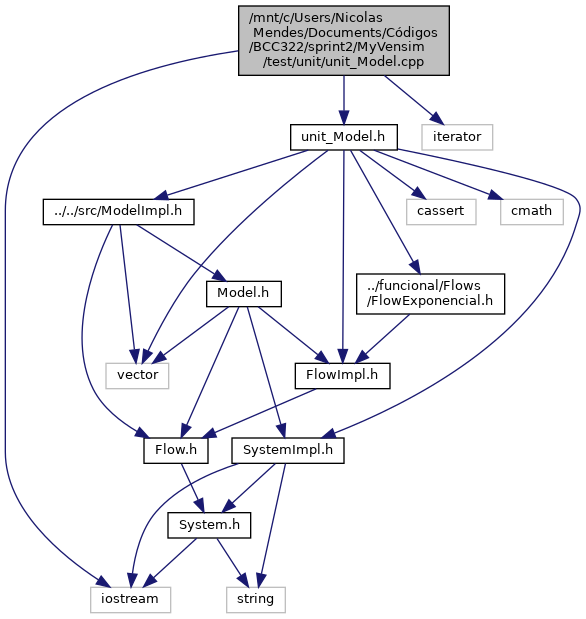 /mnt/c/Users/Nicolas
Mendes/Documents/Códigos
/BCC322/sprint2/MyVensim
/test/unit/unit_Model.cpp
unit_Model.h
iterator
../../src/ModelImpl.h
cassert
cmath
Model.h
../funcional/Flows
/FlowExponencial.h
vector
FlowImpl.h
Flow.h
SystemImpl.h
System.h
iostream
string